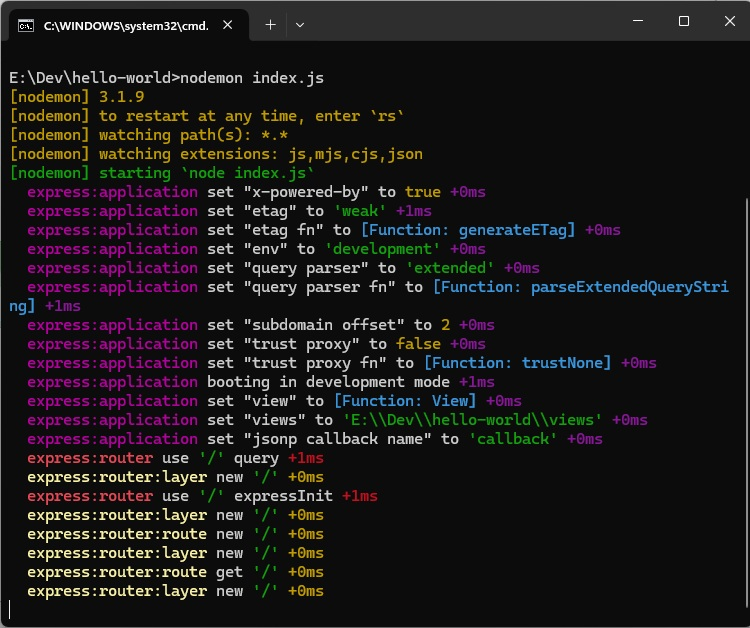 C:\WINDOWS\system32\cmd.
E:\Dev\hello-world>nodemon index.js
[nodemon] 3.1.9
[nodemon] to restart at any time, enter `rs`
[nodemon] watching path(s): *.*
[nodemon] watching extensions: js,mjs,cjs,json
[nodemon] starting `node index.js`
express:application set "x-powered-by" to true +0ms
express:application set "etag" to 'weak' +1ms
express:application set "etag fn" to [Function: generateETag] +0ms
express:application set "env" to 'development' +0ms
express:application set "query parser" to 'extended' +0ms
express:application set "query parser fn" to [Function: parseExtendedQueryStri
ng] +1ms
express:application set "subdomain offset" to 2 +0ms
express:application set "trust proxy" to false +0ms
express:application set "trust proxy fn" to [Function: trustNone] +0ms
express:application booting in development mode +1ms
express:application set "view" to [Function: View] +0ms
express:application set "views" to 'E:\\Dev\\hello-world\\views' +0ms
express:application set "jsonp callback name" to 'callback' +0ms
express:router use '/' query +1ms
express:router:layer new '/' +0ms
express:router use '/' expressInit +1ms
express:router:layer new '/' +0ms
express:router:route new '/' +0ms
express:router:layer new '/' +0ms
express:router:route get '/' +0ms
express:router:layer new '/' +0ms